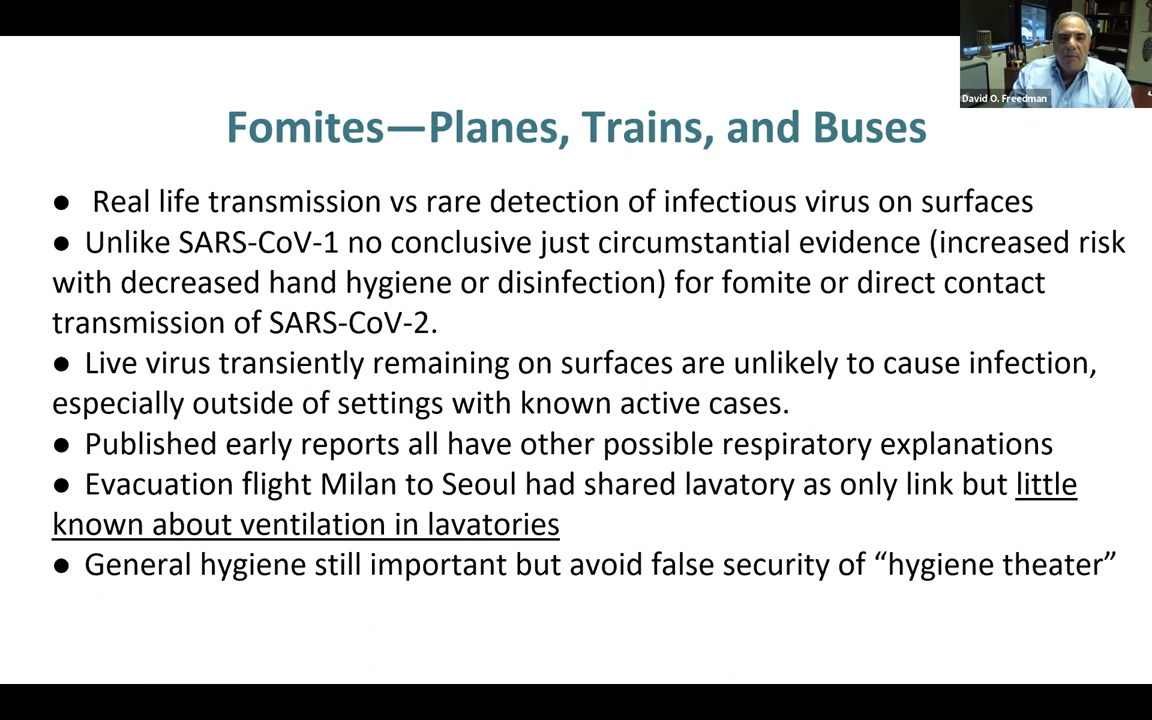 David O. Freedman
Fomites—Planes, Trains, and Buses
● Real life transmission vs rare detection of infectious virus on surfaces
● Unlike SARS-CoV-1 no conclusive just circumstantial evidence (increased risk
with decreased hand hygiene or disinfection) for fomite or direct contact
transmission of SARS-CoV-2.
● Live virus transiently remaining on surfaces are unlikely to cause infection,
especially outside of settings with known active cases.
● Published early reports all have other possible respiratory explanations
● Evacuation flight Milan to Seoul had shared lavatory as only link but little
known about ventilation in lavatories
● General hygiene still important but avoid false security of “hygiene theater”